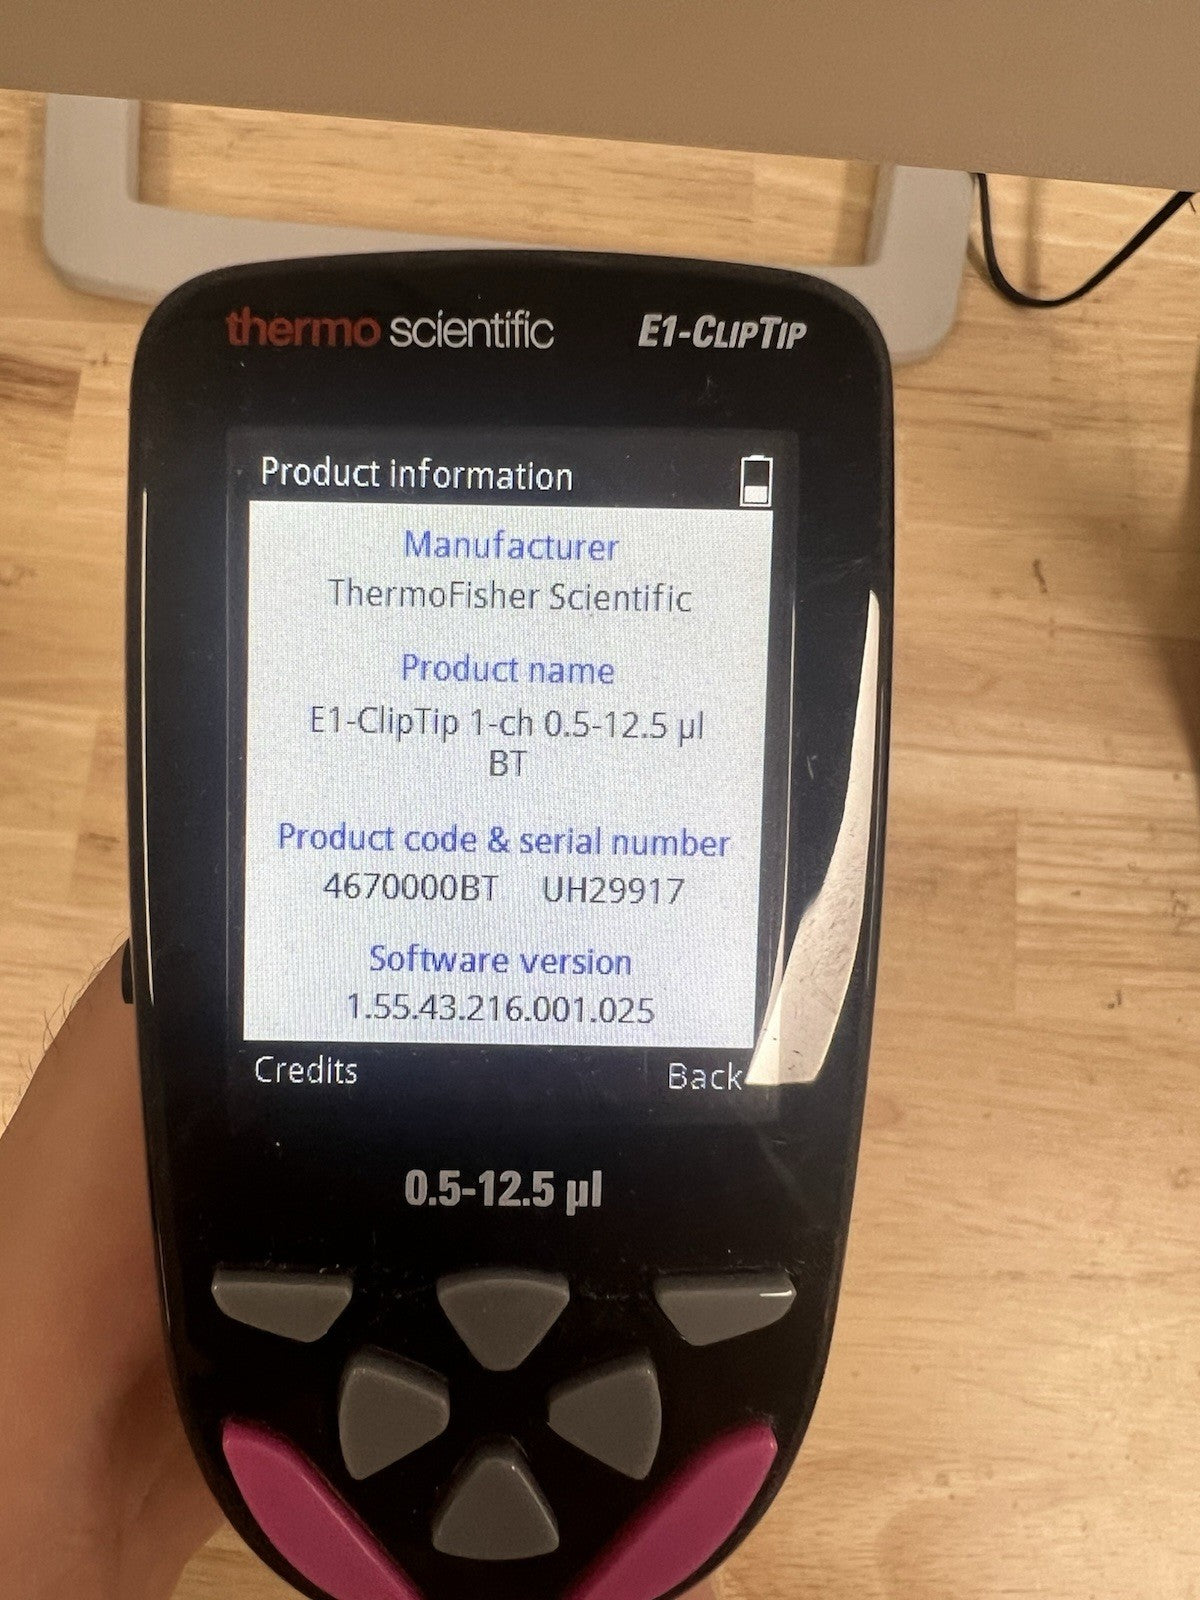 thermo scientific E1-ClipTip
Product information
Manufacturer
ThermoFisher Scientific
Product name
E1-ClipTip 1-ch 0.5-12.5 µl
BT
Product code & serial number
4670000BT UH29917
Software version
1.55.43.216.001.025
Credits Back
0.5-12.5 µl